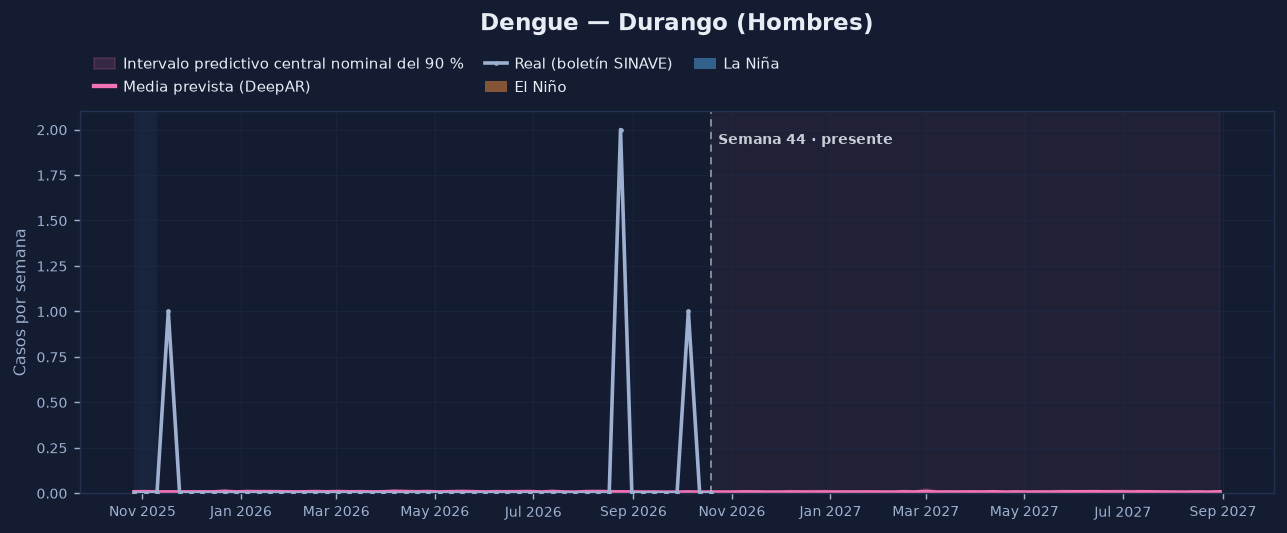 Dengue — Durango (Hombres)
Intervalo predictivo central nominal del 90 %
Real (boletín SINAVE)
La Niña
Media prevista (DeepAR)
El Niño
Semana 44 · presente
Casos por semana
2.00
1.75
1.50
1.25
1.00
0.75
0.50
0.25
0.00
Nov 2025
Jan 2026
Mar 2026
May 2026
Jul 2026
Sep 2026
Nov 2026
Jan 2027
Mar 2027
May 2027
Jul 2027
Sep 2027